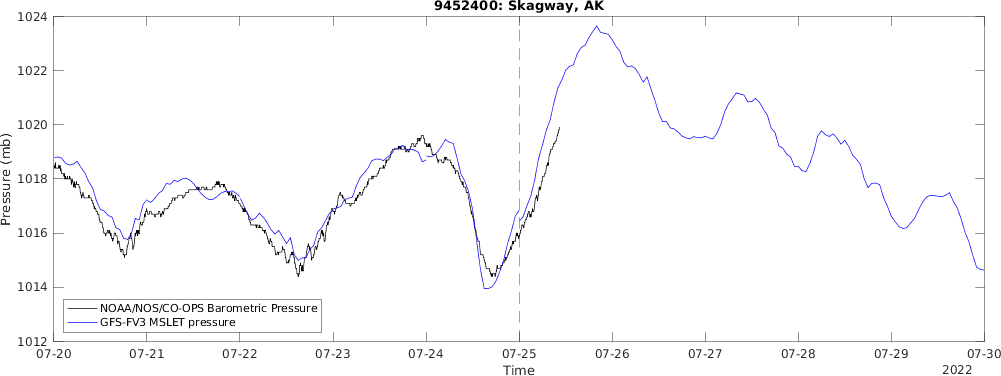 9452400: Skagway, AK
1024
1022
1020
1018
1016
1014
1012
Pressure (mb)
NOAA/NOS/CO-OPS Barometric Pressure
GFS-FV3 MSLET pressure
07-20 07-21 07-22 07-23 07-24 07-25 07-26 07-27 07-28 07-29 07-30
Time
2022